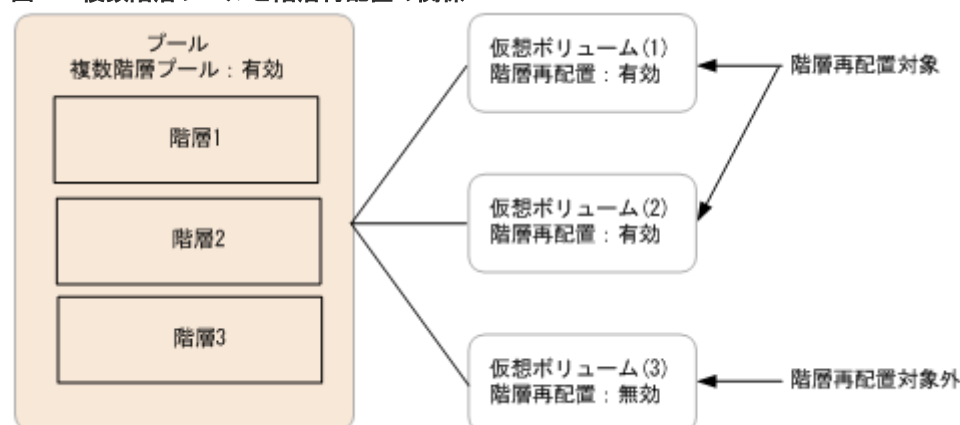 プール
複数階層プール：有効
階層1
階層2
階層3
仮想ボリューム(1)
階層再配置：有効
階層再配置対象
仮想ボリューム(2)
階層再配置：有効
仮想ボリューム(3)
階層再配置：無効
階層再配置対象外